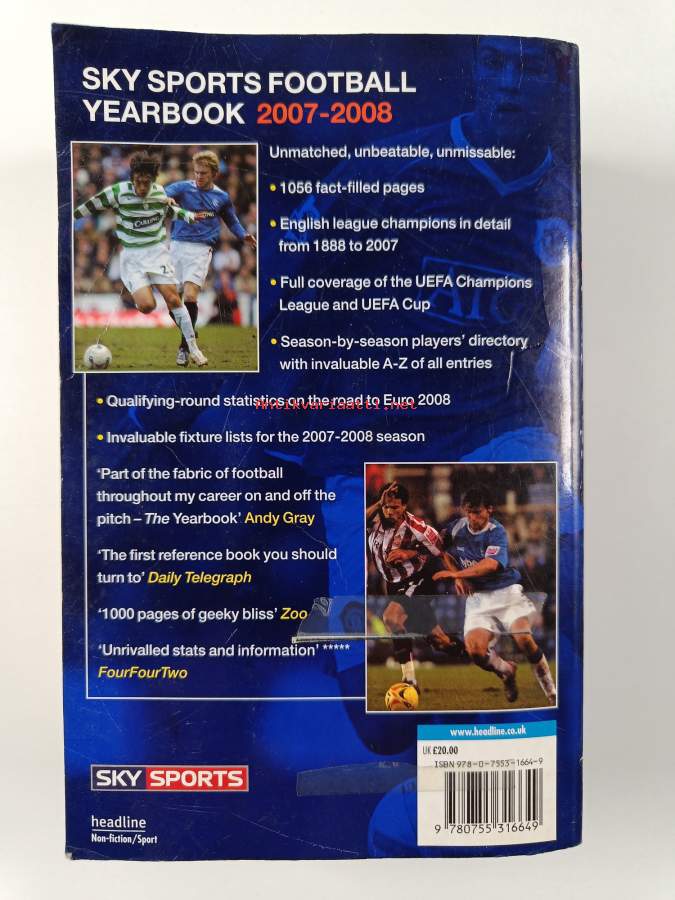 SKY SPORTS FOOTBALL
YEARBOOK 2007-2008
Unmatched, unbeatable, unmissable:
• 1056 fact-filled pages
• English league champions in detail
from 1888 to 2007
• Full coverage of the UEFA Champions
League and UEFA Cup
• Season-by-season players' directory
with invaluable A-Z of all entries
• Qualifying-round statistics on the road to Euro 2008
Antikvariaatti.net
• Invaluable fixture lists for the 2007-2008 season
'Part of the fabric of football
throughout my career on and off the
pitch – The Yearbook' Andy Gray
'The first reference book you should
turn to' Daily Telegraph
'1000 pages of geeky bliss' Zoo
'Unrivalled stats and information' *****
FourFourTwo
CARLING
AIG
www.headline.co.uk
UK £20.00
ISBN 978-0-7553-1664-9
9 780755 316649
SKY SPORTS
headline
Non-fiction/Sport